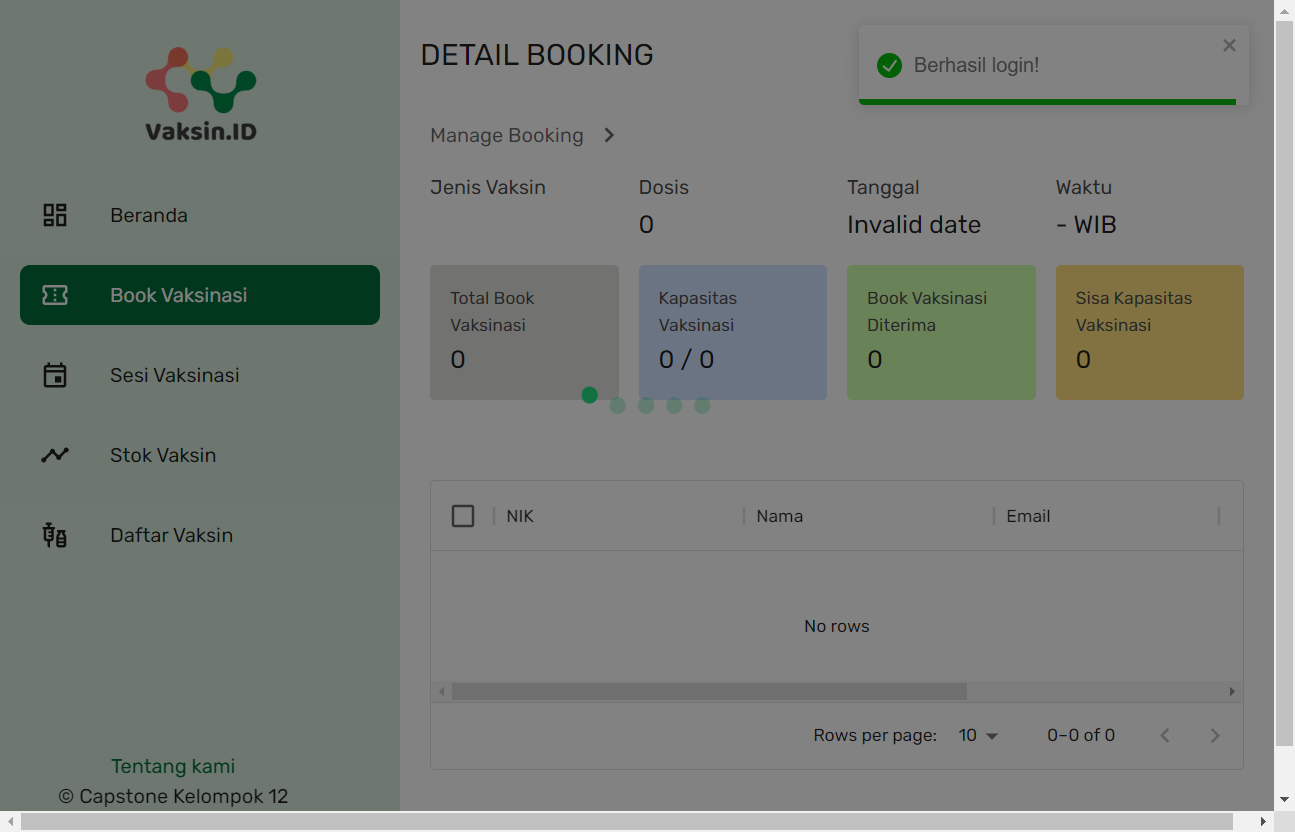 Vaksin.ID
Beranda
Book Vaksinasi
Sesi Vaksinasi
Stok Vaksin
Daftar Vaksin
Tentang kami
© Capstone Kelompok 12
DETAIL BOOKING
Berhasil login!
Manage Booking
Jenis Vaksin
Dosis
0
Tanggal
Invalid date
Waktu
- WIB
Total Book
Vaksinasi
0
Kapasitas
Vaksinasi
0 / 0
Book Vaksinasi
Diterima
0
Sisa Kapasitas
Vaksinasi
0
NIK
Nama
Email
No rows
Rows per page: 10
0–0 of 0